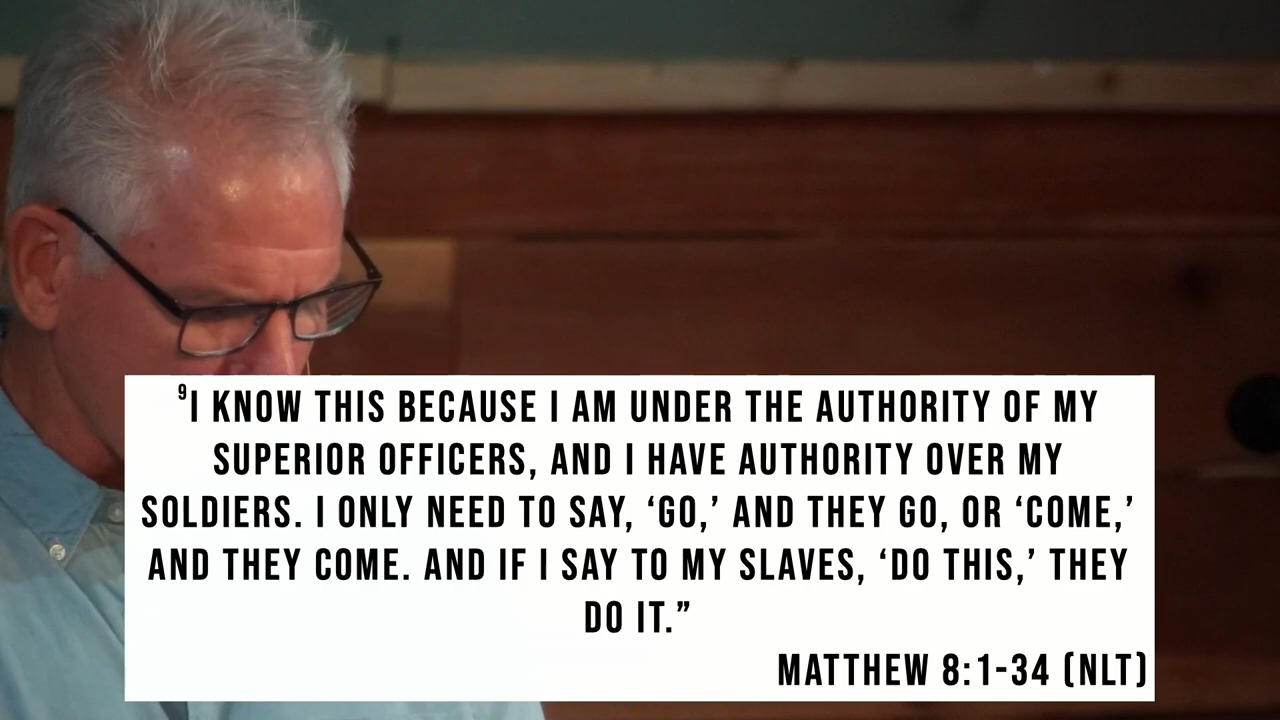 ⁹I KNOW THIS BECAUSE I AM UNDER THE AUTHORITY OF MY
SUPERIOR OFFICERS, AND I HAVE AUTHORITY OVER MY
SOLDIERS. I ONLY NEED TO SAY, ‘GO,’ AND THEY GO, OR ‘COME,’
AND THEY COME. AND IF I SAY TO MY SLAVES, ‘DO THIS,’ THEY
DO IT.”
MATTHEW 8:1-34 (NLT)